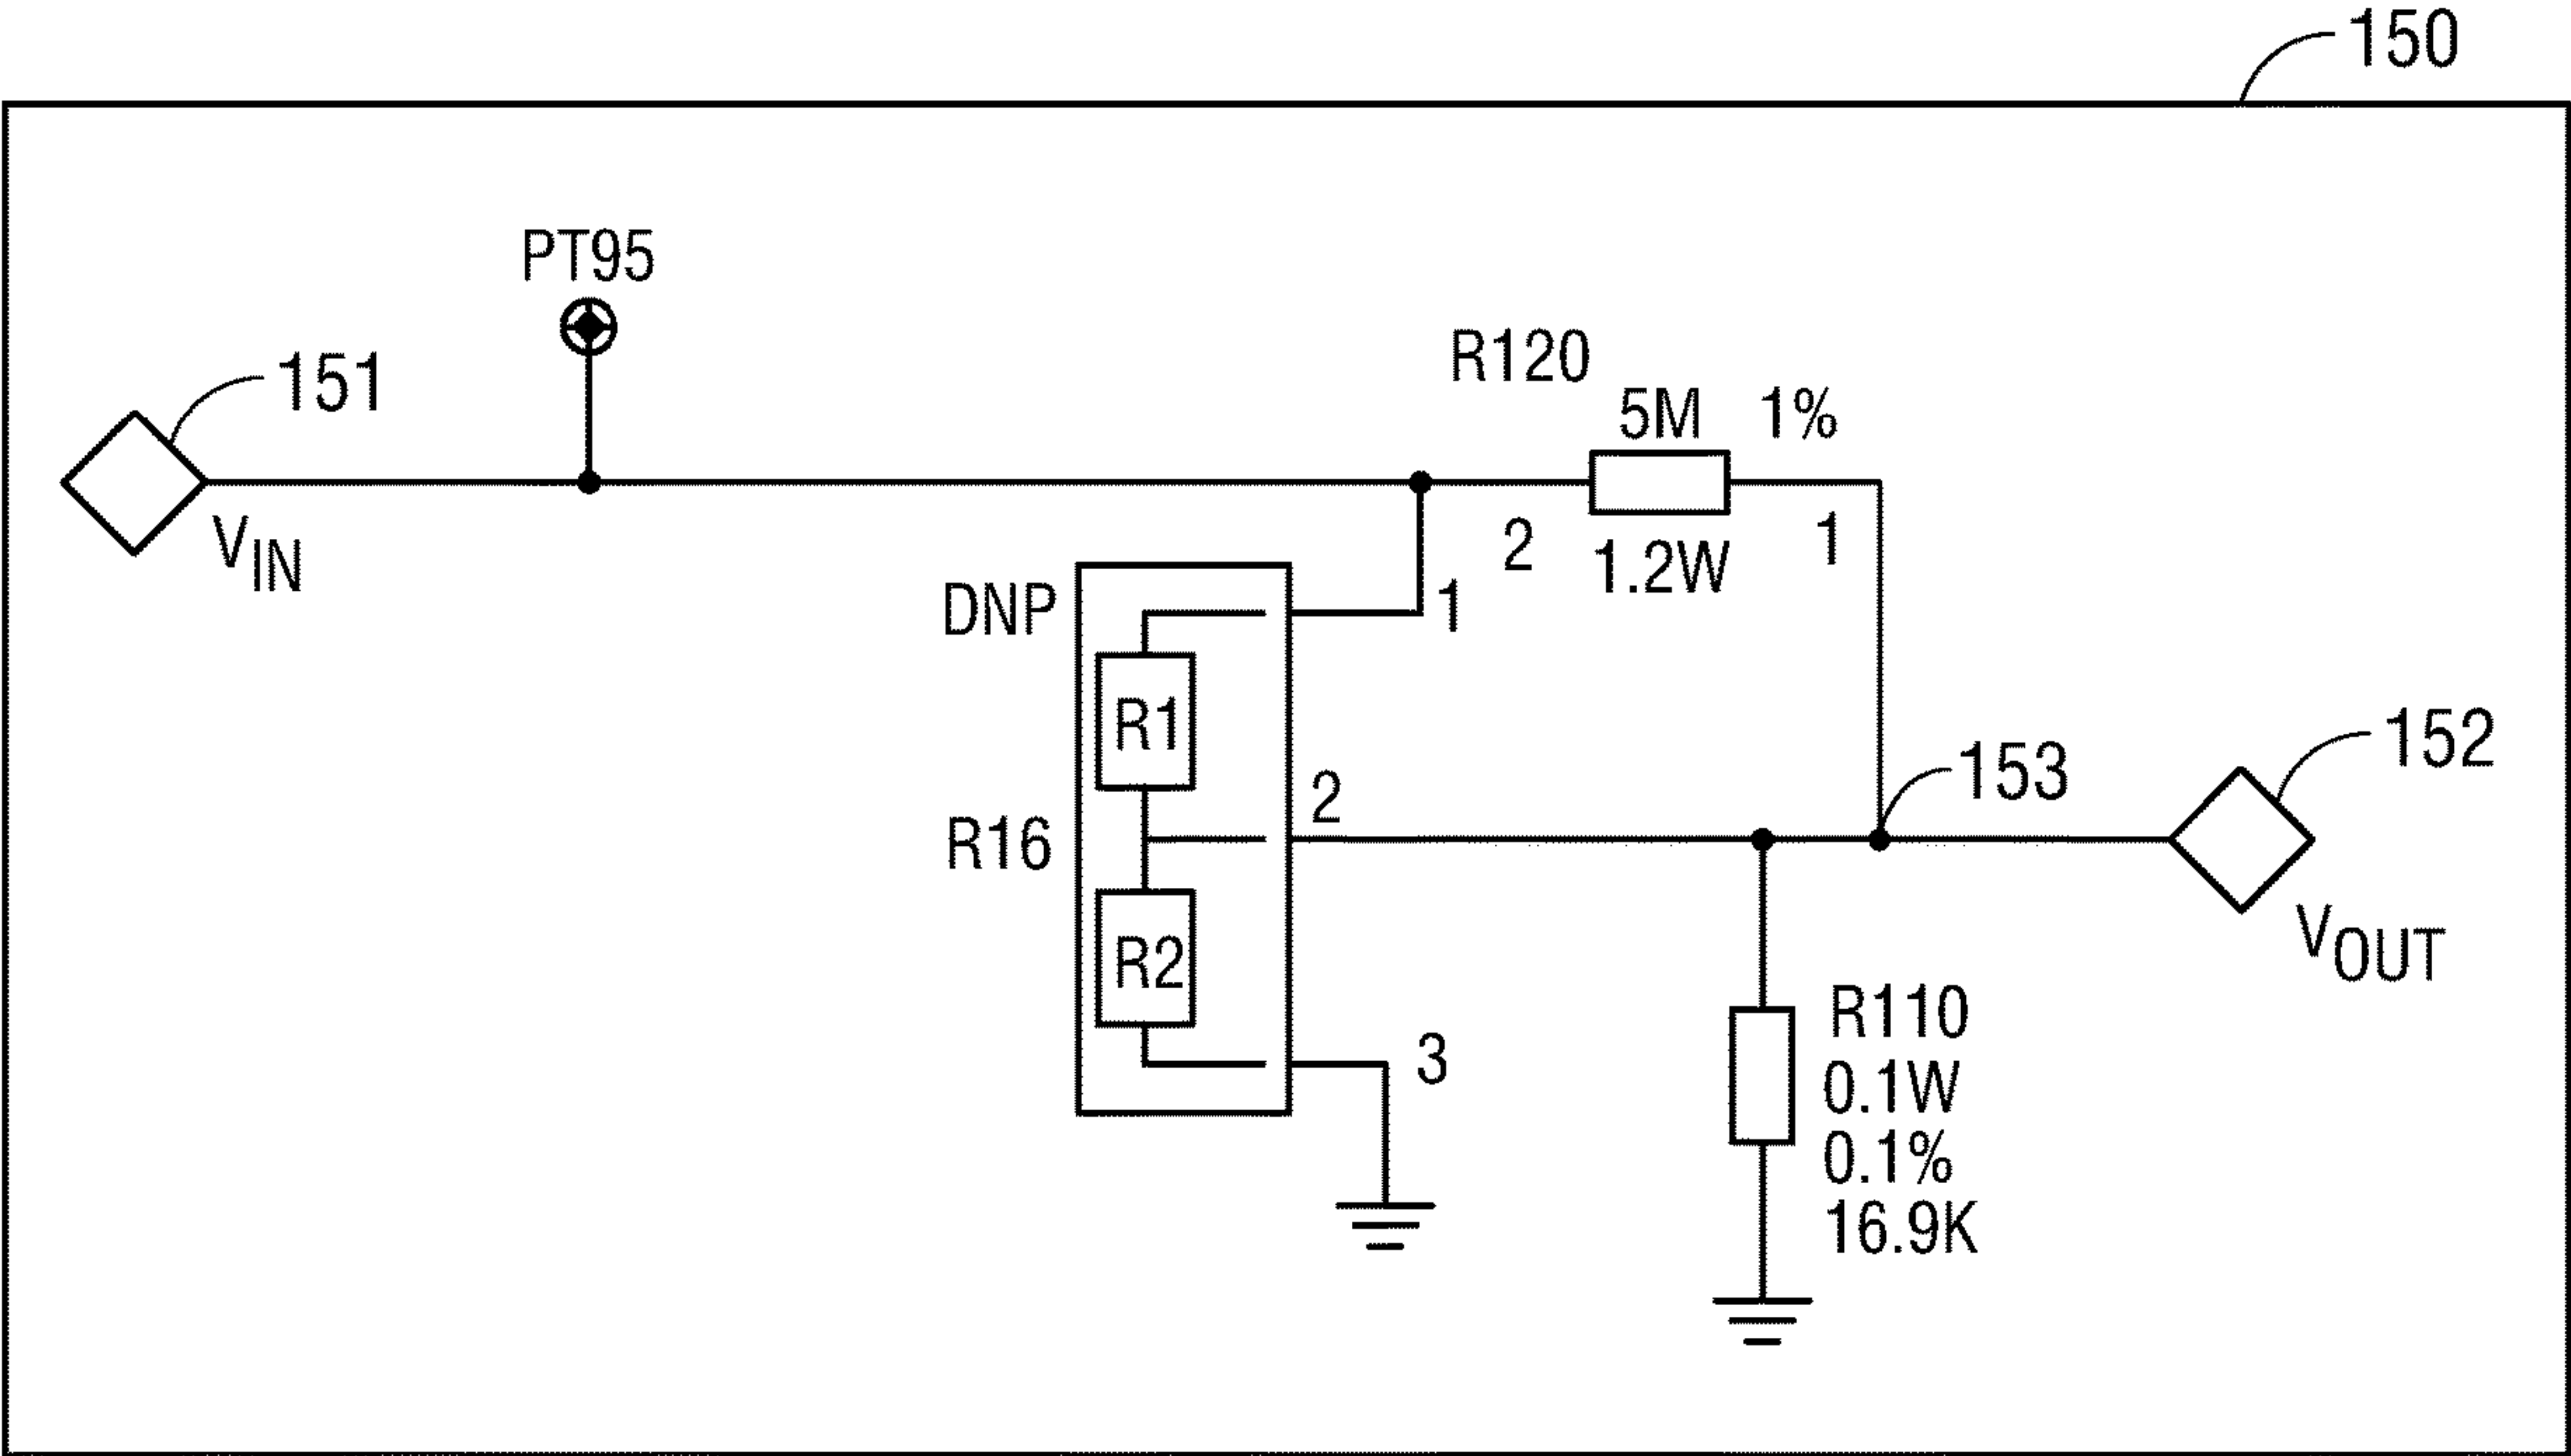 150
PT95
151
VIN
R120
5M 1%
2
1.2W
1
DNP
1
R1
2
R16
R2
3
153
152
VOUT
R110
0.1W
0.1%
16.9K